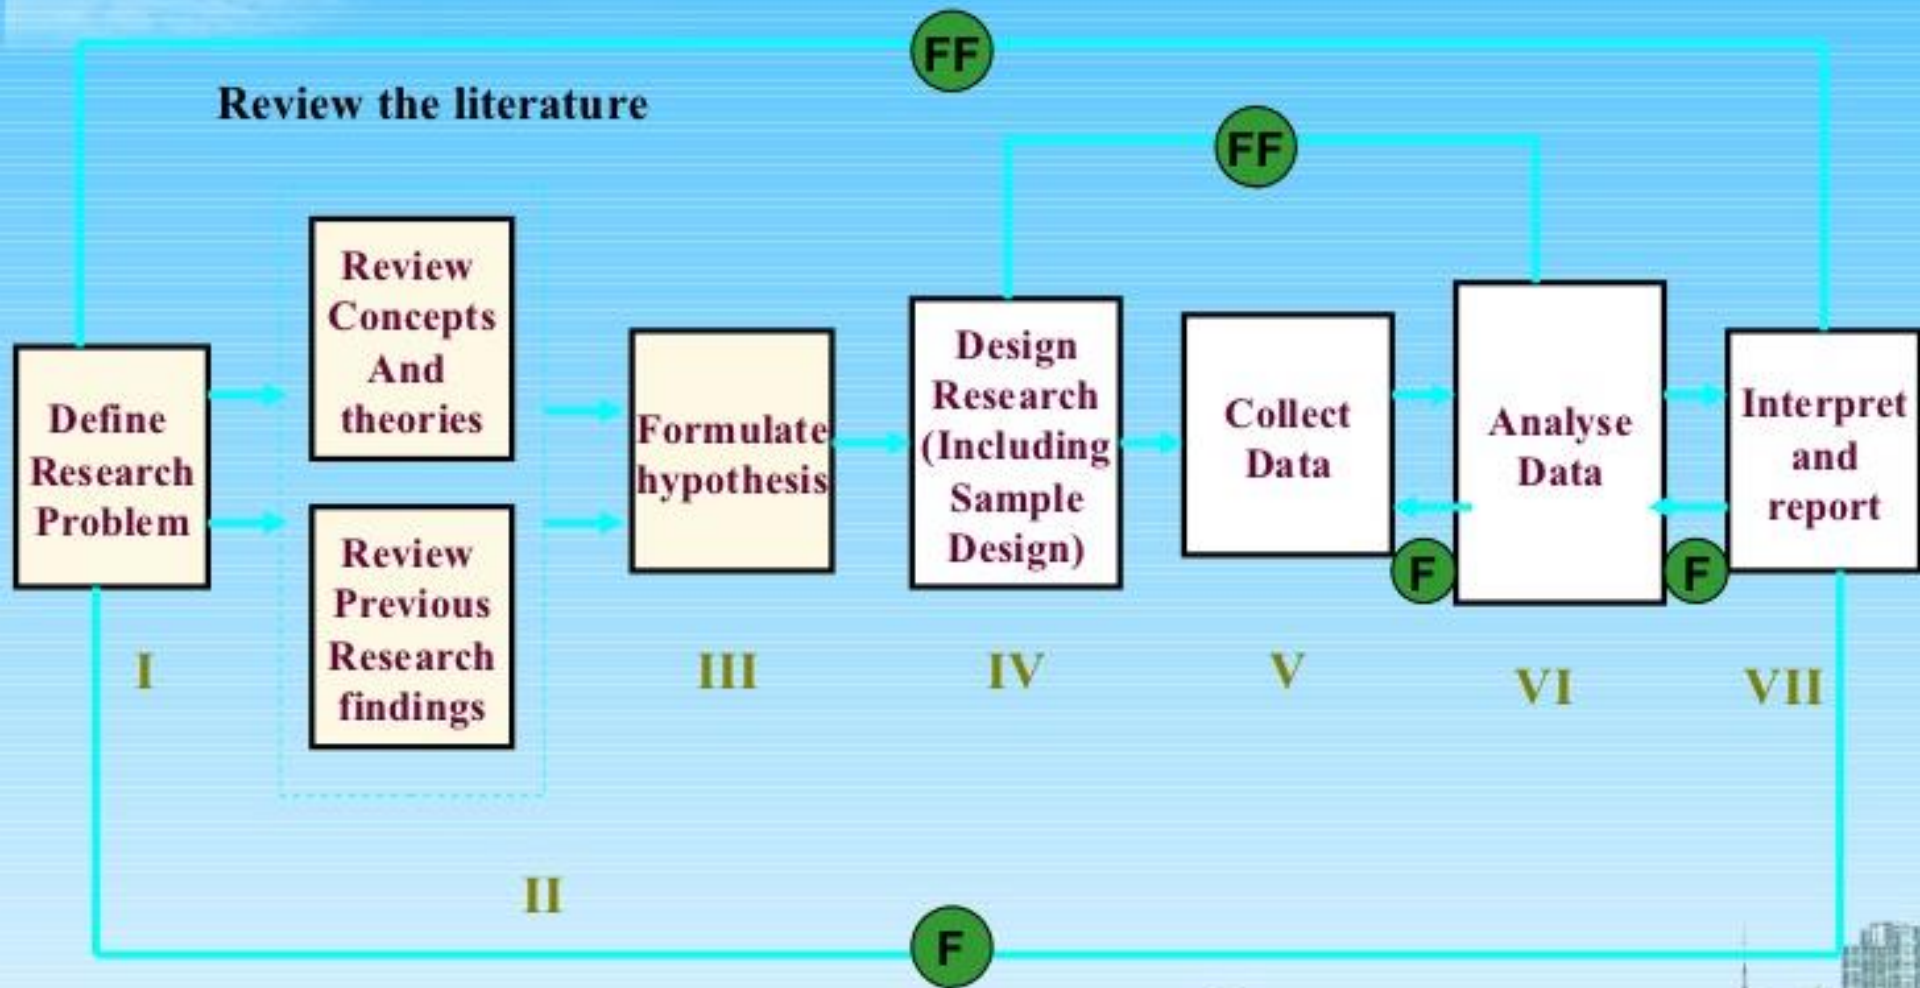 FF
Review the literature
FF
Define
Research
Problem
Review
Concepts
And
theories
Review
Previous
Research
findings
Formulate
hypothesis
Design
Research
(Including
Sample
Design)
Collect
Data
Analyse
Data
Interpret
and
report
F
F
I
III
IV
V
VI
VII
II
F